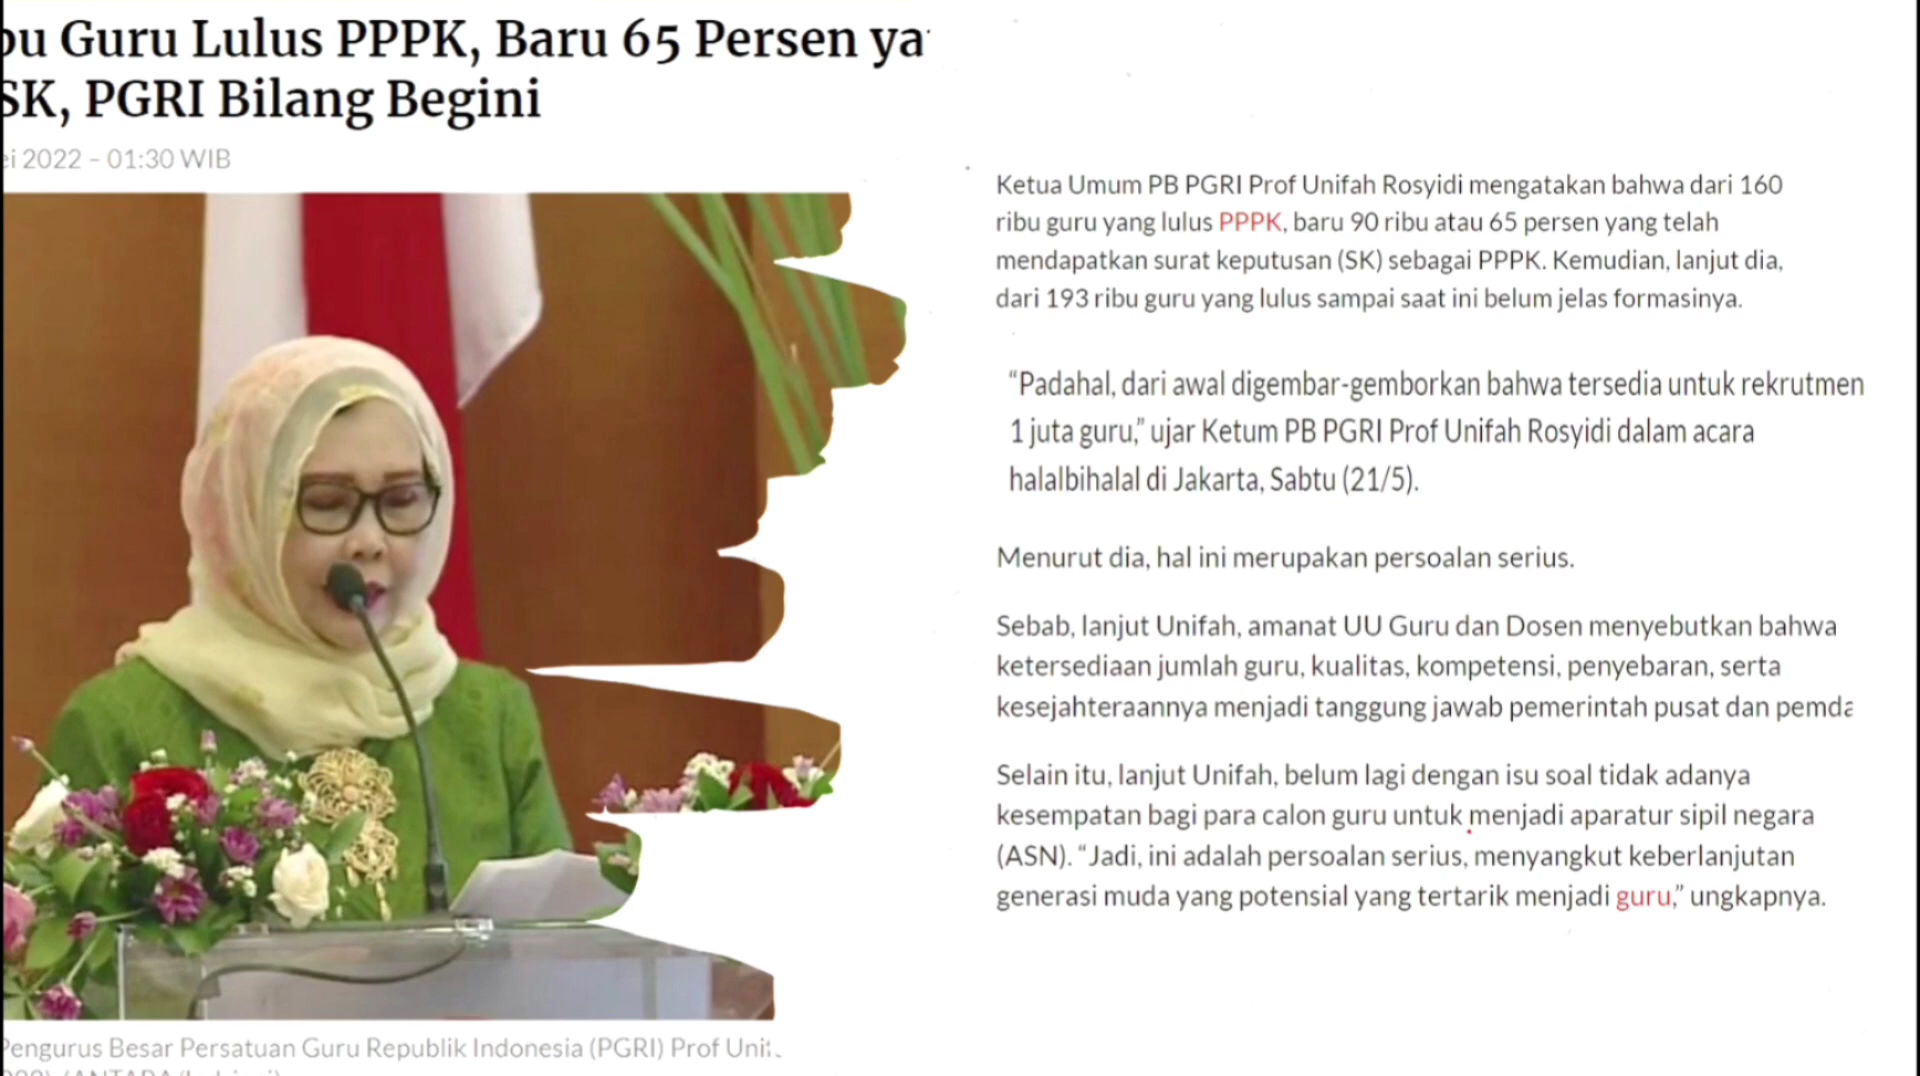 Guru Lulus PPPK, Baru 65 Persen
SK, PGRI Bilang Begini
2022 - 01:30 WIB
Ketua Umum PB PGRI Prof Unifah Rosyidi mengatakan bahwa dari 160
ribu guru yang lulus PPPK, baru 90 ribu atau 65 persen yang telah
mendapatkan surat keputusan (SK) sebagai PPPK. Kemudian, lanjut dia,
dari 193 ribu guru yang lulus sampai saat ini belum jelas formasinya.
“Padahal, dari awal digembar-gemborkan bahwa tersedia untuk rekrutmen
1 juta guru,” ujar Ketum PB PGRI Prof Unifah Rosyidi dalam acara
halalbihalal di Jakarta, Sabtu (21/5).
Menurut dia, hal ini merupakan persoalan serius.
Sebab, lanjut Unifah, amanat UU Guru dan Dosen menyebutkan bahwa
ketersediaan jumlah guru, kualitas, kompetensi, penyebaran, serta
kesejahteraannya menjadi tanggung jawab pemerintah pusat dan pemda
Selain itu, lanjut Unifah, belum lagi dengan isu soal tidak adanya
kesempatan bagi para calon guru untuk menjadi aparatur sipil negara
(ASN). “Jadi, ini adalah persoalan serius, menyangkut keberlanjutan
generasi muda yang potensial yang tertarik menjadi guru,” ungkapnya.
Pengurus Besar Persatuan Guru Republik Indonesia (PGRI) Prof